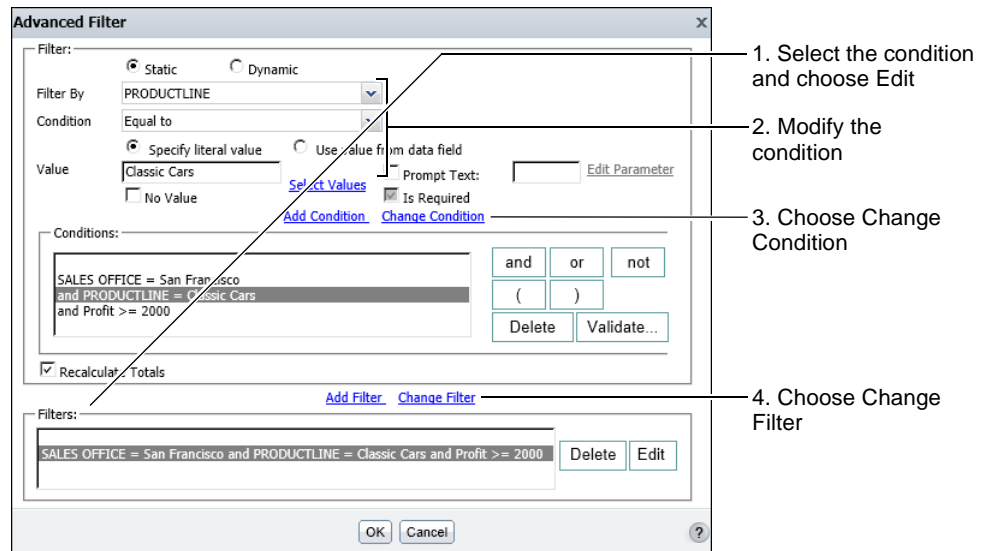 Advanced Filter
x
Filter:
Static Dynamic
Filter By PRODUCTLINE
Condition Equal to
Specify literal value Use value from data field
Value Classic Cars Select Values Prompt Text: Edit Parameter
No Value Is Required
Add Condition Change Condition
Conditions:
SALES OFFICE = San Francisco
and PRODUCTLINE = Classic Cars
and Profit >= 2000
and or not
( )
Delete Validate...
Recalculate Totals
Add Filter Change Filter
Filters:
SALES OFFICE = San Francisco and PRODUCTLINE = Classic Cars and Profit >= 2000
Delete Edit
OK Cancel
?
1. Select the condition
and choose Edit
2. Modify the
condition
3. Choose Change
Condition
4. Choose Change
Filter